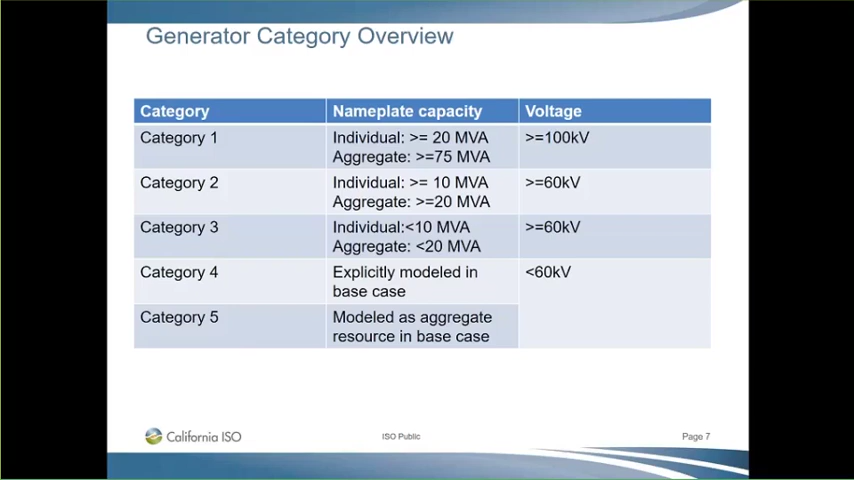 Generator Category Overview
Category Nameplate capacity Voltage
Category 1 Individual: >= 20 MVA >=100kV
Aggregate: >=75 MVA
Category 2 Individual: >= 10 MVA >=60kV
Aggregate: >=20 MVA
Category 3 Individual:<10 MVA >=60kV
Aggregate: <20 MVA
Category 4 Explicitly modeled in <60kV
base case
Category 5 Modeled as aggregate
resource in base case
California ISO ISO Public Page 7